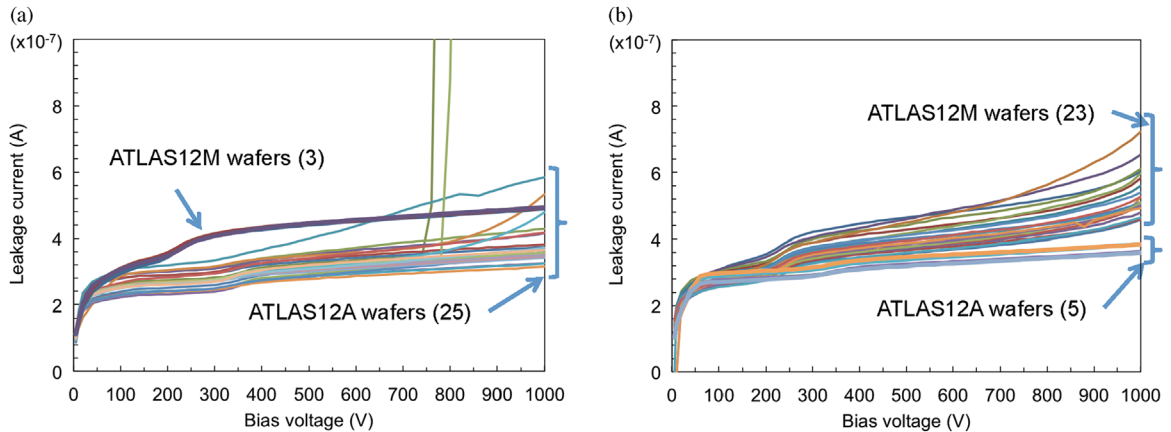 (a)
(x10-7)
8
6
4
2
0
Leakage current (A)
ATLAS12M wafers (3)
ATLAS12A wafers (25)
0 100 200 300 400 500 600 700 800 900 1000
Bias voltage (V)
(b)
(x10-7)
8
6
4
2
0
Leakage current (A)
ATLAS12M wafers (23)
ATLAS12A wafers (5)
0 100 200 300 400 500 600 700 800 900 1000
Bias voltage (V)